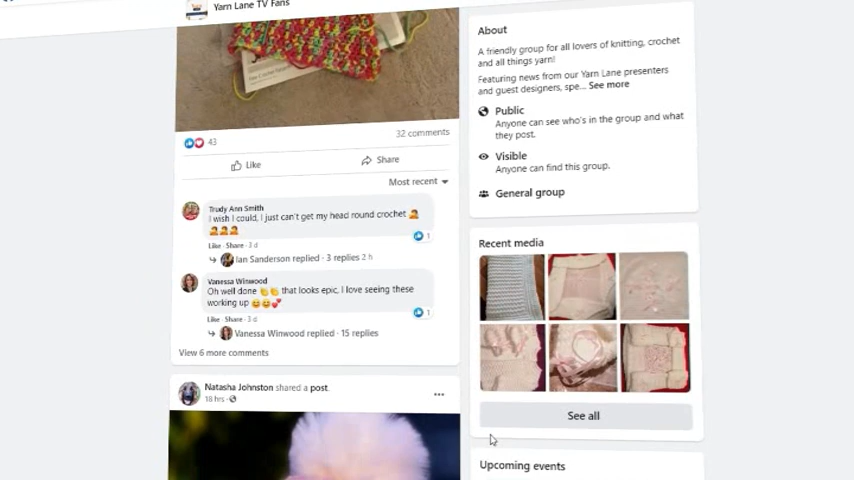 Yarn Lane TV Fans
43
32 comments
Like
Share
Most recent
Trudy Ann Smith
I wish I could, I just can't get my head round crochet
Like · Share · 3 d
1
Ian Sanderson replied · 3 replies 2 h
Vanessa Winwood
Oh well done 👏👏 that looks epic, I love seeing these
working up 😄😄💕
Like · Share · 3 d
1
Vanessa Winwood replied · 15 replies
View 6 more comments
Natasha Johnston shared a post.
18 hrs ·
About
A friendly group for all lovers of knitting, crochet
and all things yarn!
Featuring news from our Yarn Lane presenters
and guest designers, spe... See more
Public
Anyone can see who's in the group and what
they post.
Visible
Anyone can find this group.
General group
Recent media
See all
Upcoming events